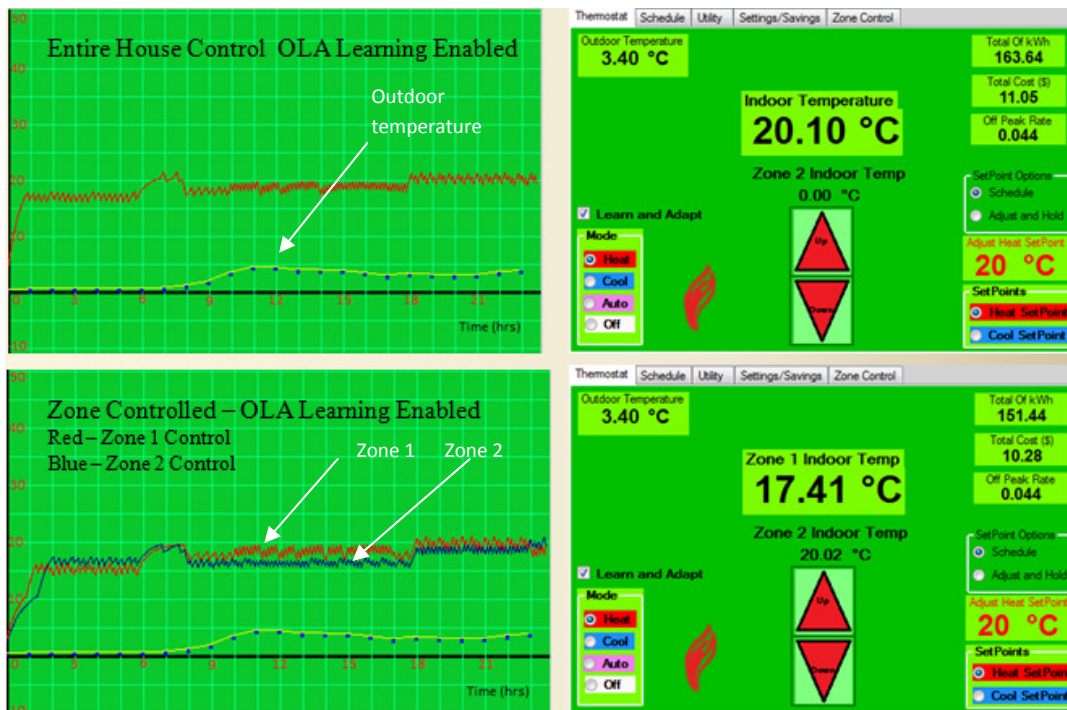 50
Entire House Control  OLA Learning Enabled
40
Outdoor
temperature
30
20
10
0 3 6 9 12 15 18 21
Time (hrs)
-10
Thermostat Schedule Utility Settings/Savings Zone Control
Outdoor Temperature
3.40 °C
Total Of kWh
163.64
Total Cost ($)
11.05
Off Peak Rate
0.044
Indoor Temperature
20.10 °C
Zone 2 Indoor Temp
0.00 °C
SetPoint Options
Schedule
Adjust and Hold
Learn and Adapt
Mode
Heat
Cool
Auto
Off
Up
Down
Adjust Heat SetPoint
20 °C
SetPoints
Heat SetPoint
Cool SetPoint
50
Zone Controlled – OLA Learning Enabled
Red – Zone 1 Control
Blue – Zone 2 Control
40
Zone 1 Zone 2
30
20
10
0 3 6 9 12 15 18 21
Time (hrs)
-10
Thermostat Schedule Utility Settings/Savings Zone Control
Outdoor Temperature
3.40 °C
Total Of kWh
151.44
Total Cost ($)
10.28
Off Peak Rate
0.044
Zone 1 Indoor Temp
17.41 °C
Zone 2 Indoor Temp
20.02 °C
SetPoint Options
Schedule
Adjust and Hold
Learn and Adapt
Mode
Heat
Cool
Auto
Off
Up
Down
Adjust Heat SetPoint
20 °C
SetPoints
Heat SetPoint
Cool SetPoint